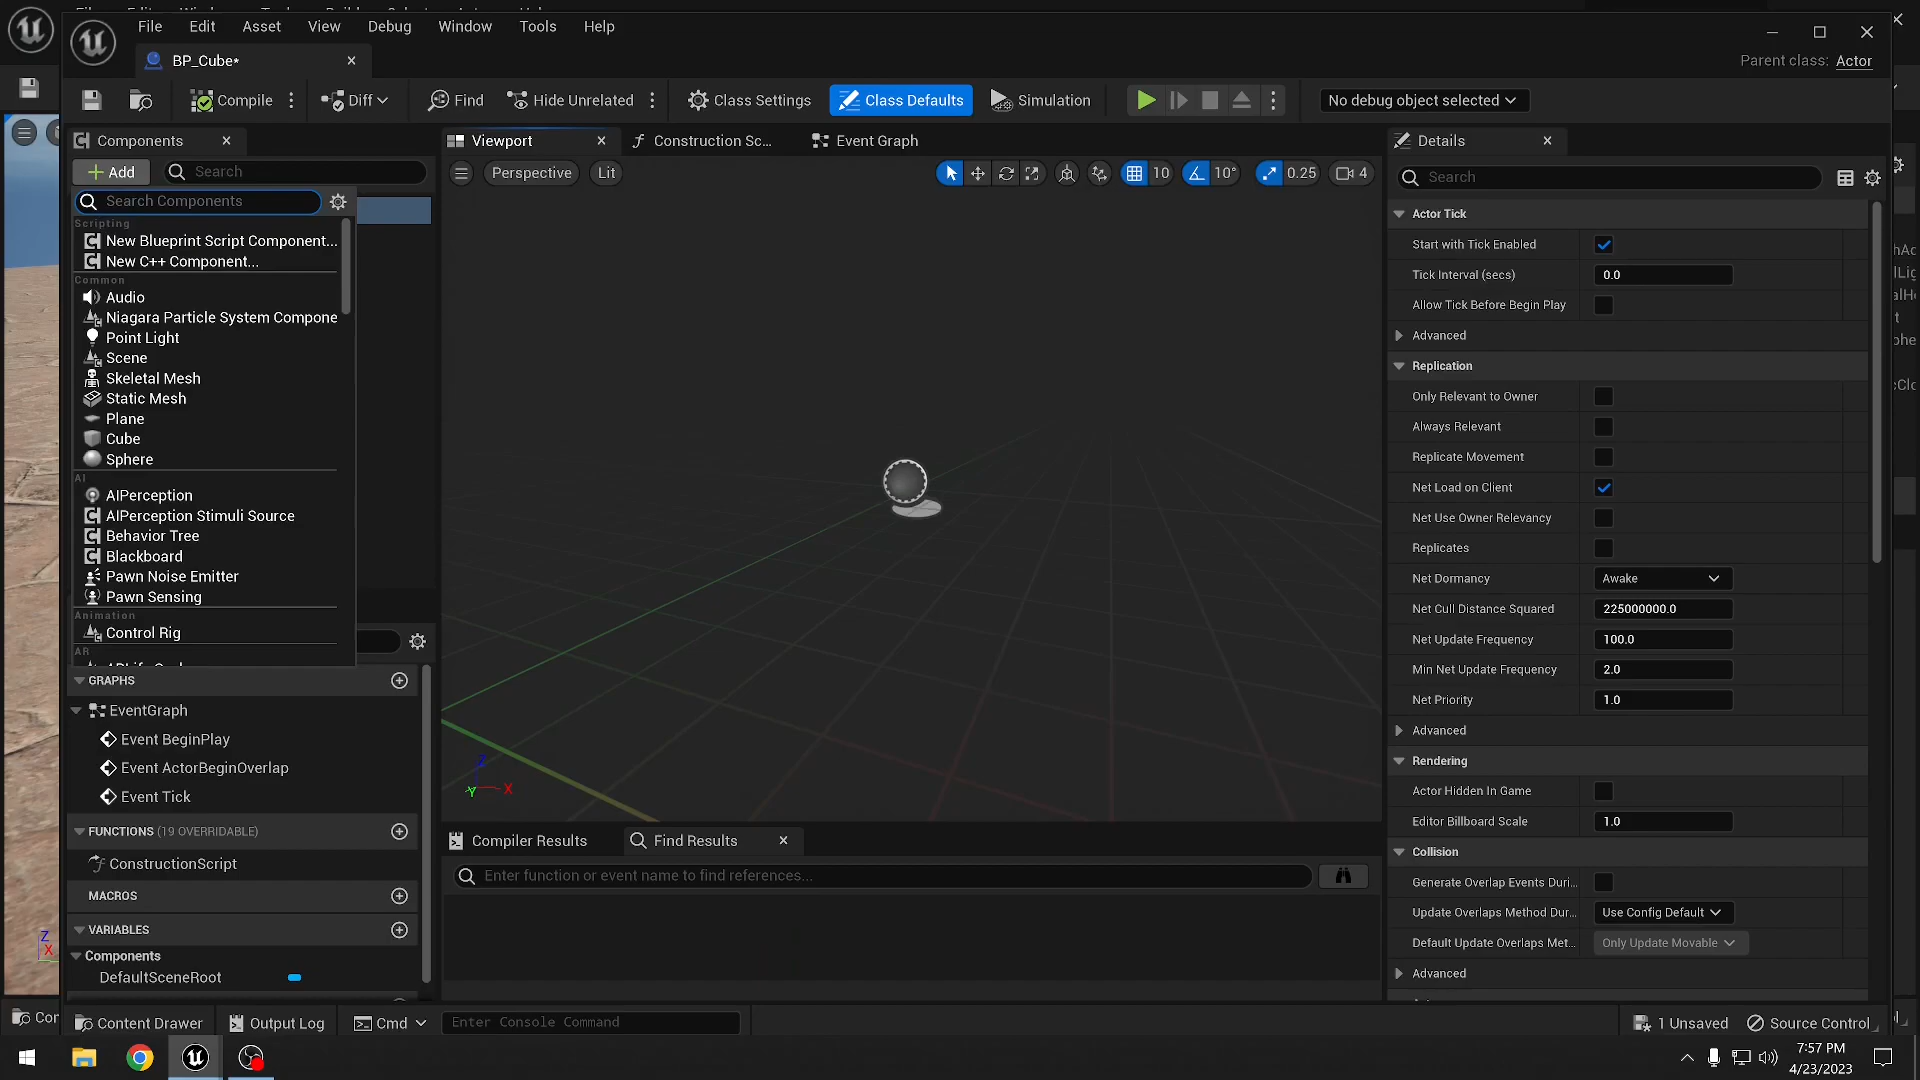 File Edit Asset View Debug Window Tools Help
BP_Cube*
Parent class: Actor
Compile Diff Find Hide Unrelated Class Settings Class Defaults Simulation No debug object selected
Components
Viewport Construction Sc... Event Graph
Details
Add Search
Perspective Lit 10 10° 0.25 4
Search
Search Components
Scripting
New Blueprint Script Component...
New C++ Component...
Common
Audio
Niagara Particle System Compone
Point Light
Scene
Skeletal Mesh
Static Mesh
Plane
Cube
Sphere
AI
AIPerception
AIPerception Stimuli Source
Behavior Tree
Blackboard
Pawn Noise Emitter
Pawn Sensing
Animation
Control Rig
AR
GRAPHS
EventGraph
Event BeginPlay
Event ActorBeginOverlap
Event Tick
FUNCTIONS (19 OVERRIDABLE)
ConstructionScript
MACROS
VARIABLES
Components
DefaultSceneRoot
Z
X
Y
Compiler Results Find Results
Enter function or event name to find references...
Actor Tick
Start with Tick Enabled
Tick Interval (secs) 0.0
Allow Tick Before Begin Play
Advanced
Replication
Only Relevant to Owner
Always Relevant
Replicate Movement
Net Load on Client
Net Use Owner Relevancy
Replicates
Net Dormancy Awake
Net Cull Distance Squared 225000000.0
Net Update Frequency 100.0
Min Net Update Frequency 2.0
Net Priority 1.0
Advanced
Rendering
Actor Hidden In Game
Editor Billboard Scale 1.0
Collision
Generate Overlap Events Duri...
Update Overlaps Method Dur... Use Config Default
Default Update Overlaps Met... Only Update Movable
Advanced
Z
X
Content Drawer Output Log Cmd Enter Console Command 1 Unsaved Source Control
7:57 PM
4/23/2023